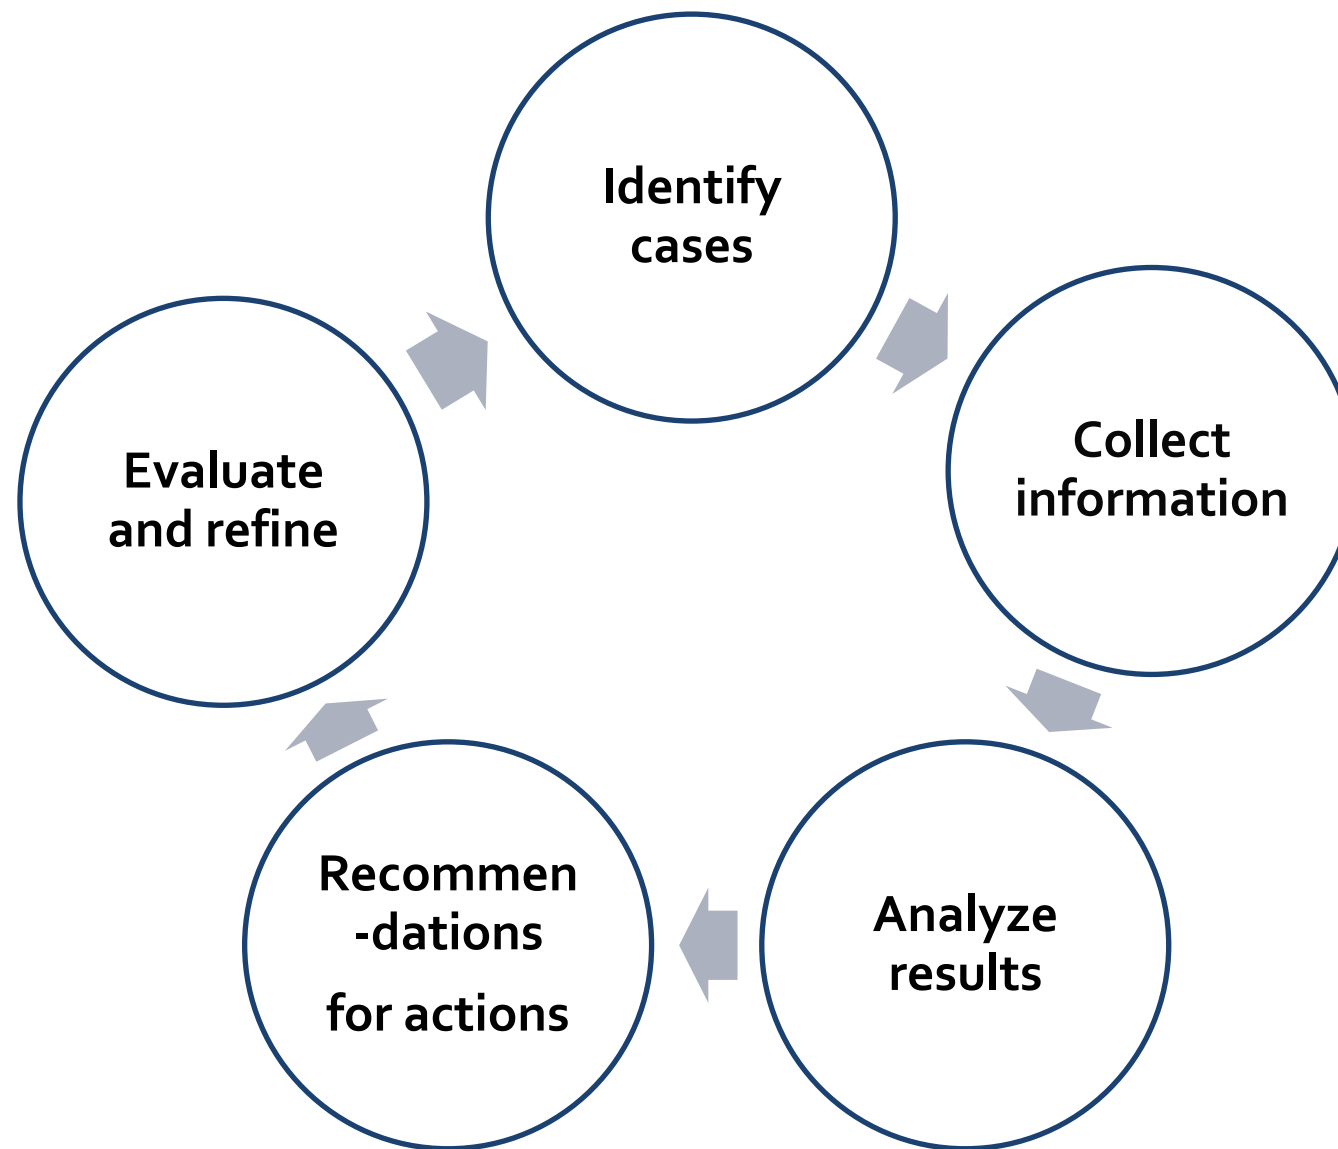 Identify
cases
Collect
information
Analyze
results
Recommen
-dations
for actions
Evaluate
and refine